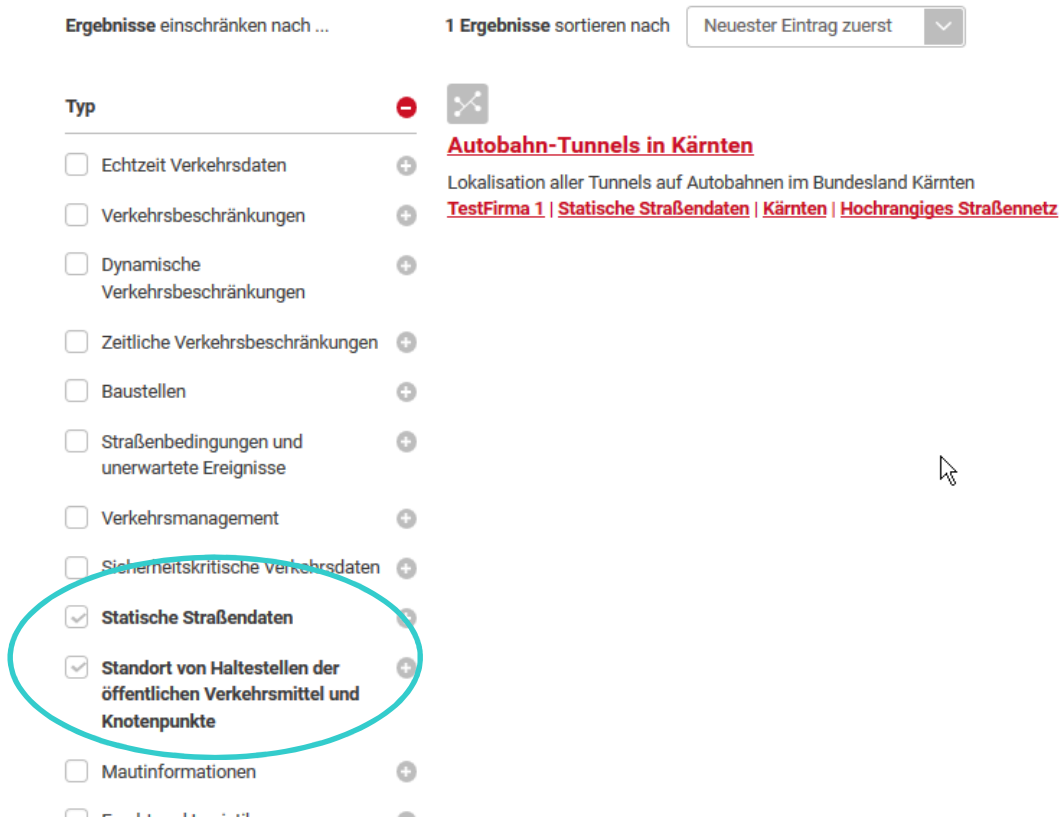 Ergebnisse einschränken nach ...
1 Ergebnisse sortieren nach
Neuester Eintrag zuerst
Typ
Echtzeit Verkehrsdaten
Verkehrsbeschränkungen
Dynamische
Verkehrsbeschränkungen
Zeitliche Verkehrsbeschränkungen
Baustellen
Straßenbedingungen und
unerwartete Ereignisse
Verkehrsmanagement
Sicherheitskritische Verkehrsdaten
Statische Straßendaten
Standort von Haltestellen der
öffentlichen Verkehrsmittel und
Knotenpunkte
Mautinformationen
Autobahn-Tunnels in Kärnten
Lokalisation aller Tunnels auf Autobahnen im Bundesland Kärnten
TestFirma 1 | Statische Straßendaten | Kärnten | Hochrangiges Straßennetz